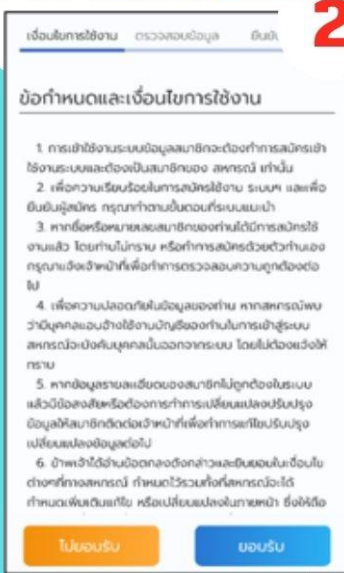 2
เงื่อนไขการใช้งาน ตรวจสอบข้อมูล
ข้อกำหนดและเงื่อนไขการใช้งาน
1. การเข้าใช้งานระบบข้อมูลสมาชิกจะต้องทำการสมัครเข้า
ใช้งานระบบและต้องเป็นสมาชิกของ สหกรณ์ เท่านั้น
2. เพื่อความเรียบร้อยในการสมัครใช้งาน ระบบฯ และเพื่อ
ยืนยันผู้สมัคร กรุณาทำตามขั้นตอนที่ระบบแนะนำ
3. หากชื่อหรือหมายเลขสมาชิกของท่านได้มีการสมัครใช้
งานแล้ว โดยท่านไม่ทราบ หรือทำการสมัครด้วยตัวท่านเอง
กรุณาแจ้งเจ้าหน้าที่เพื่อทำการตรวจสอบความถูกต้องต่อ
ไป
4. เพื่อความปลอดภัยในข้อมูลของท่าน หากสหกรณ์พบ
ว่ามีบุคคลแอบอ้างใช้งานบัญชีของท่านในการเข้าสู่ระบบ
สหกรณ์จะบังคับบุคคลนั้นออกจากระบบ โดยไม่ต้องแจ้งให้
ทราบ
5. หากข้อมูลรายละเอียดของสมาชิกไม่ถูกต้องในระบบ
แล้วมีข้อสงสัยหรือต้องการทำการเปลี่ยนแปลงปรับปรุง
ข้อมูลให้สมาชิกติดต่อเจ้าหน้าที่เพื่อทำการแก้ไขปรับปรุง
เปลี่ยนแปลงข้อมูลต่อไป
6. ข้าพเจ้าได้อ่านข้อตกลงดังกล่าวและยินยอมในเงื่อนไข
ต่างๆที่ทางสหกรณ์ กำหนดไว้รวมทั้งที่สหกรณ์จะได้
กำหนดเพิ่มเติมแก้ไข หรือเปลี่ยนแปลงในภายหน้า ซึ่งให้ถือ
ไม่ยอมรับ ยอมรับ